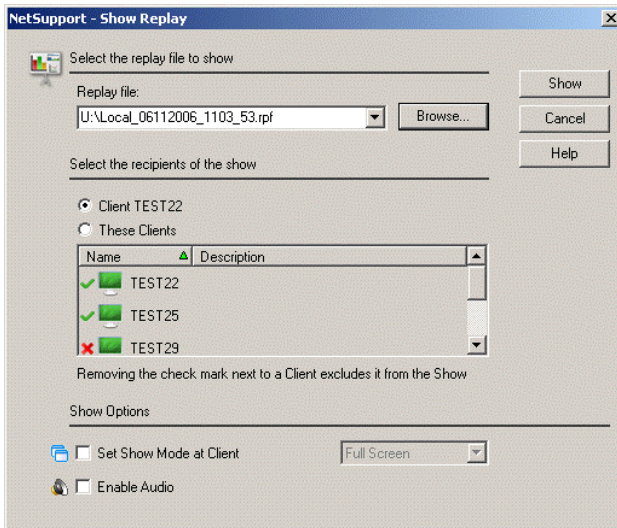 NetSupport - Show Replay
Select the replay file to show
Replay file:
U:\Local_06112006_1103_53.rpf
Browse...
Show
Cancel
Help
Select the recipients of the show
Client TEST22
These Clients
Name Description
TEST22
TEST25
TEST29
Removing the check mark next to a Client excludes it from the Show
Show Options
Set Show Mode at Client Full Screen
Enable Audio